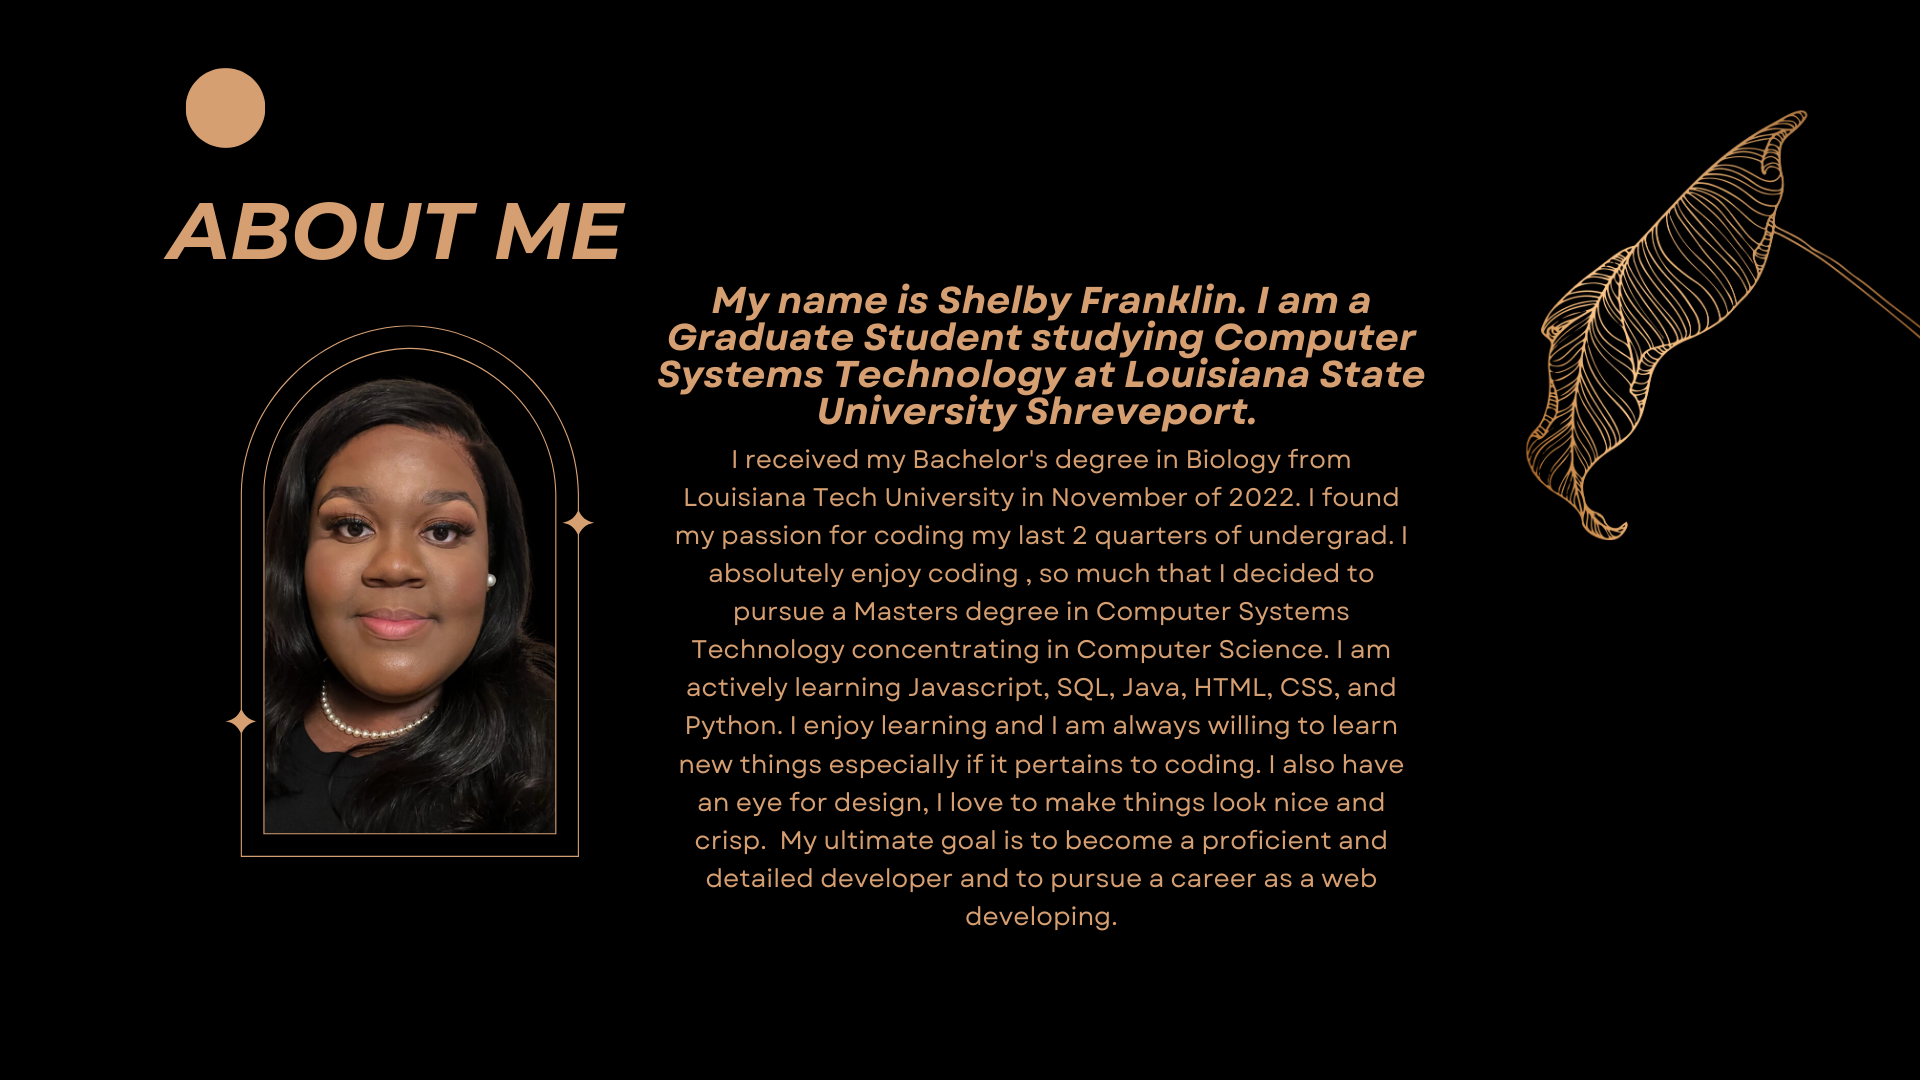 ABOUT ME
My name is Shelby Franklin. I am a
Graduate Student studying Computer
Systems Technology at Louisiana State
University Shreveport.
I received my Bachelor's degree in Biology from
Louisiana Tech University in November of 2022. I found
my passion for coding my last 2 quarters of undergrad. I
absolutely enjoy coding , so much that I decided to
pursue a Masters degree in Computer Systems
Technology concentrating in Computer Science. I am
actively learning Javascript, SQL, Java, HTML, CSS, and
Python. I enjoy learning and I am always willing to learn
new things especially if it pertains to coding. I also have
an eye for design, I love to make things look nice and
crisp.  My ultimate goal is to become a proficient and
detailed developer and to pursue a career as a web
developing.